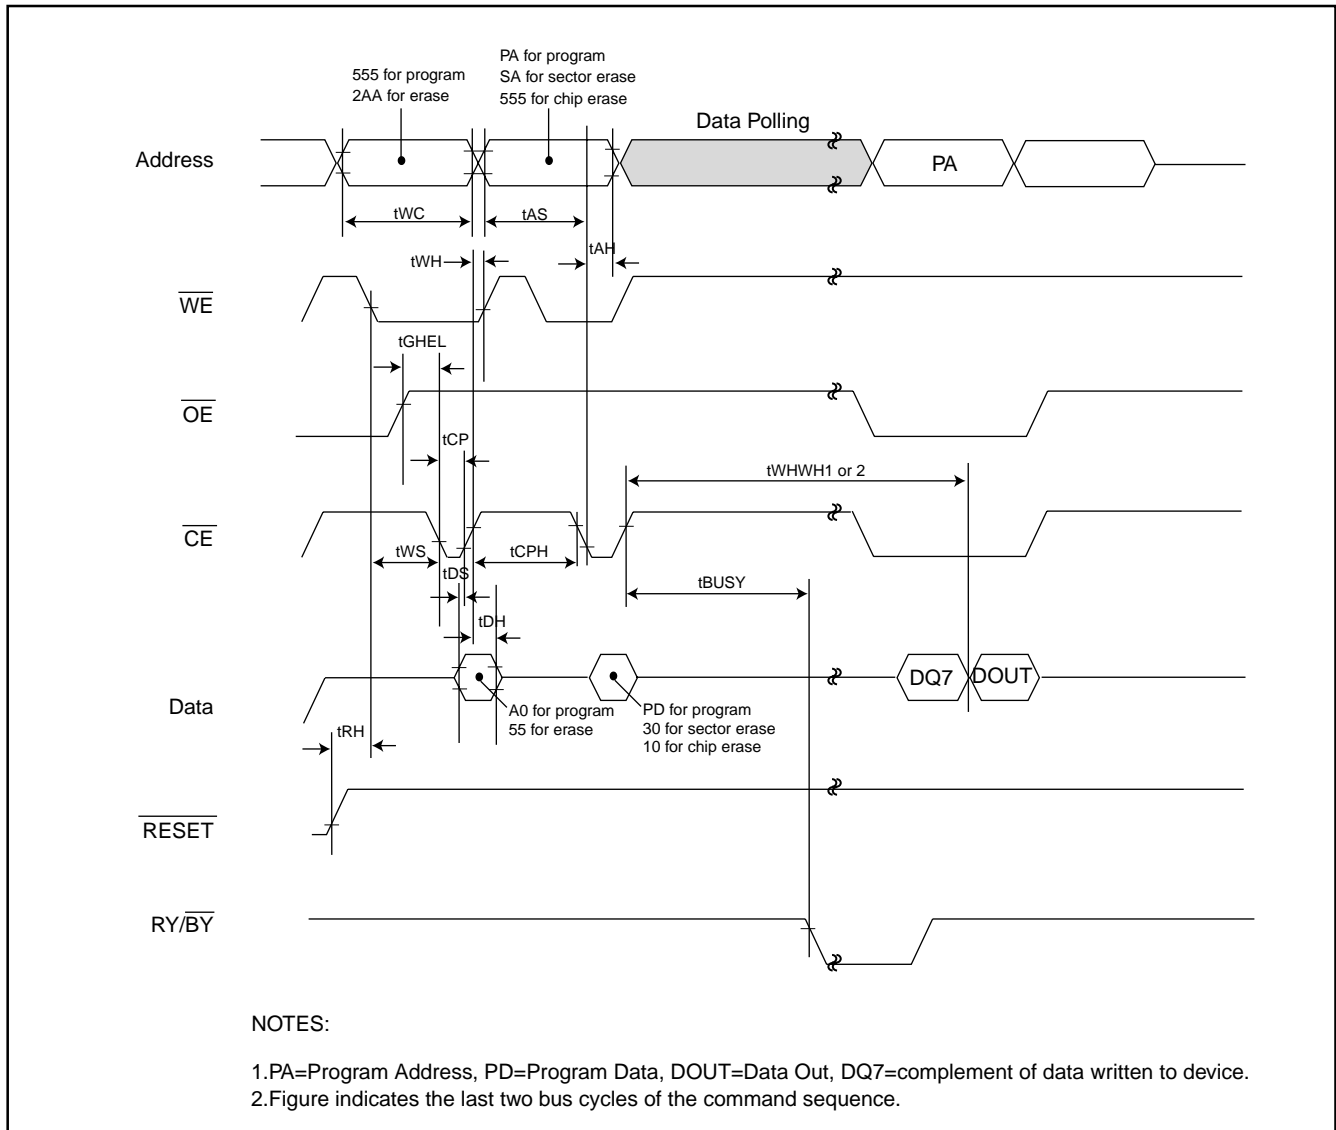 555 for program
2AA for erase
PA for program
SA for sector erase
555 for chip erase
Data Polling
Address
PA
tWC
tAS
tAH
tWH
WE
tGHEL
OE
tCP
tWHWH1 or 2
CE
tWS
tCPH
tDS
tBUSY
tDH
Data
DQ7
DOUT
A0 for program
55 for erase
PD for program
30 for sector erase
10 for chip erase
tRH
RESET
RY/BY
NOTES:
1.PA=Program Address, PD=Program Data, DOUT=Data Out, DQ7=complement of data written to device.
2.Figure indicates the last two bus cycles of the command sequence.